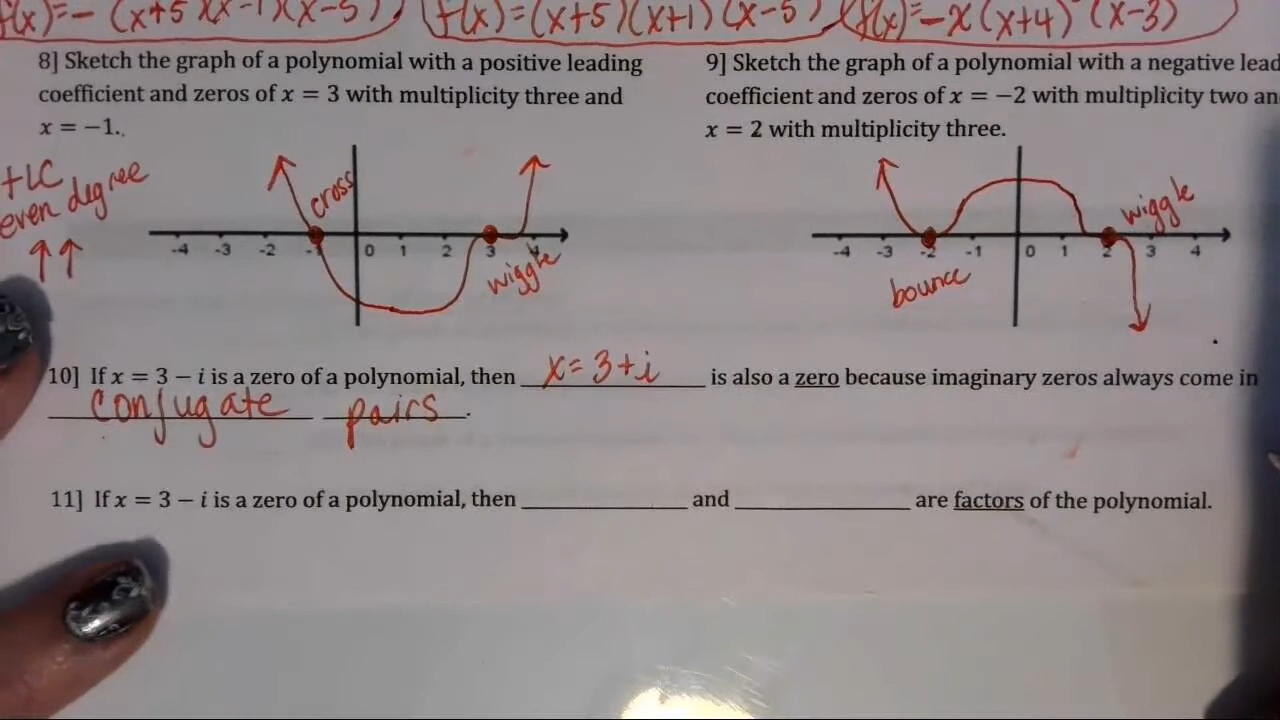 f(x)=-(x+5)(x-1)(x-5) f(x)=(x+5)(x+1)(x-5) f(x)=-x(x+4) (x-3)
8] Sketch the graph of a polynomial with a positive leading
coefficient and zeros of x = 3 with multiplicity three and
x = −1.
+LC
even degree
↑↑
cross
wiggle
-4 -3 -2 -1 0 1 2 3 4
9] Sketch the graph of a polynomial with a negative lead
coefficient and zeros of x = −2 with multiplicity two an
x = 2 with multiplicity three.
wiggle
bounce
-4 -3 -2 -1 0 1 2 3 4
10] If x = 3 − i is a zero of a polynomial, then x=3+i is also a zero because imaginary zeros always come in
conjugate pairs.
11] If x = 3 − i is a zero of a polynomial, then ______________ and ______________ are factors of the polynomial.